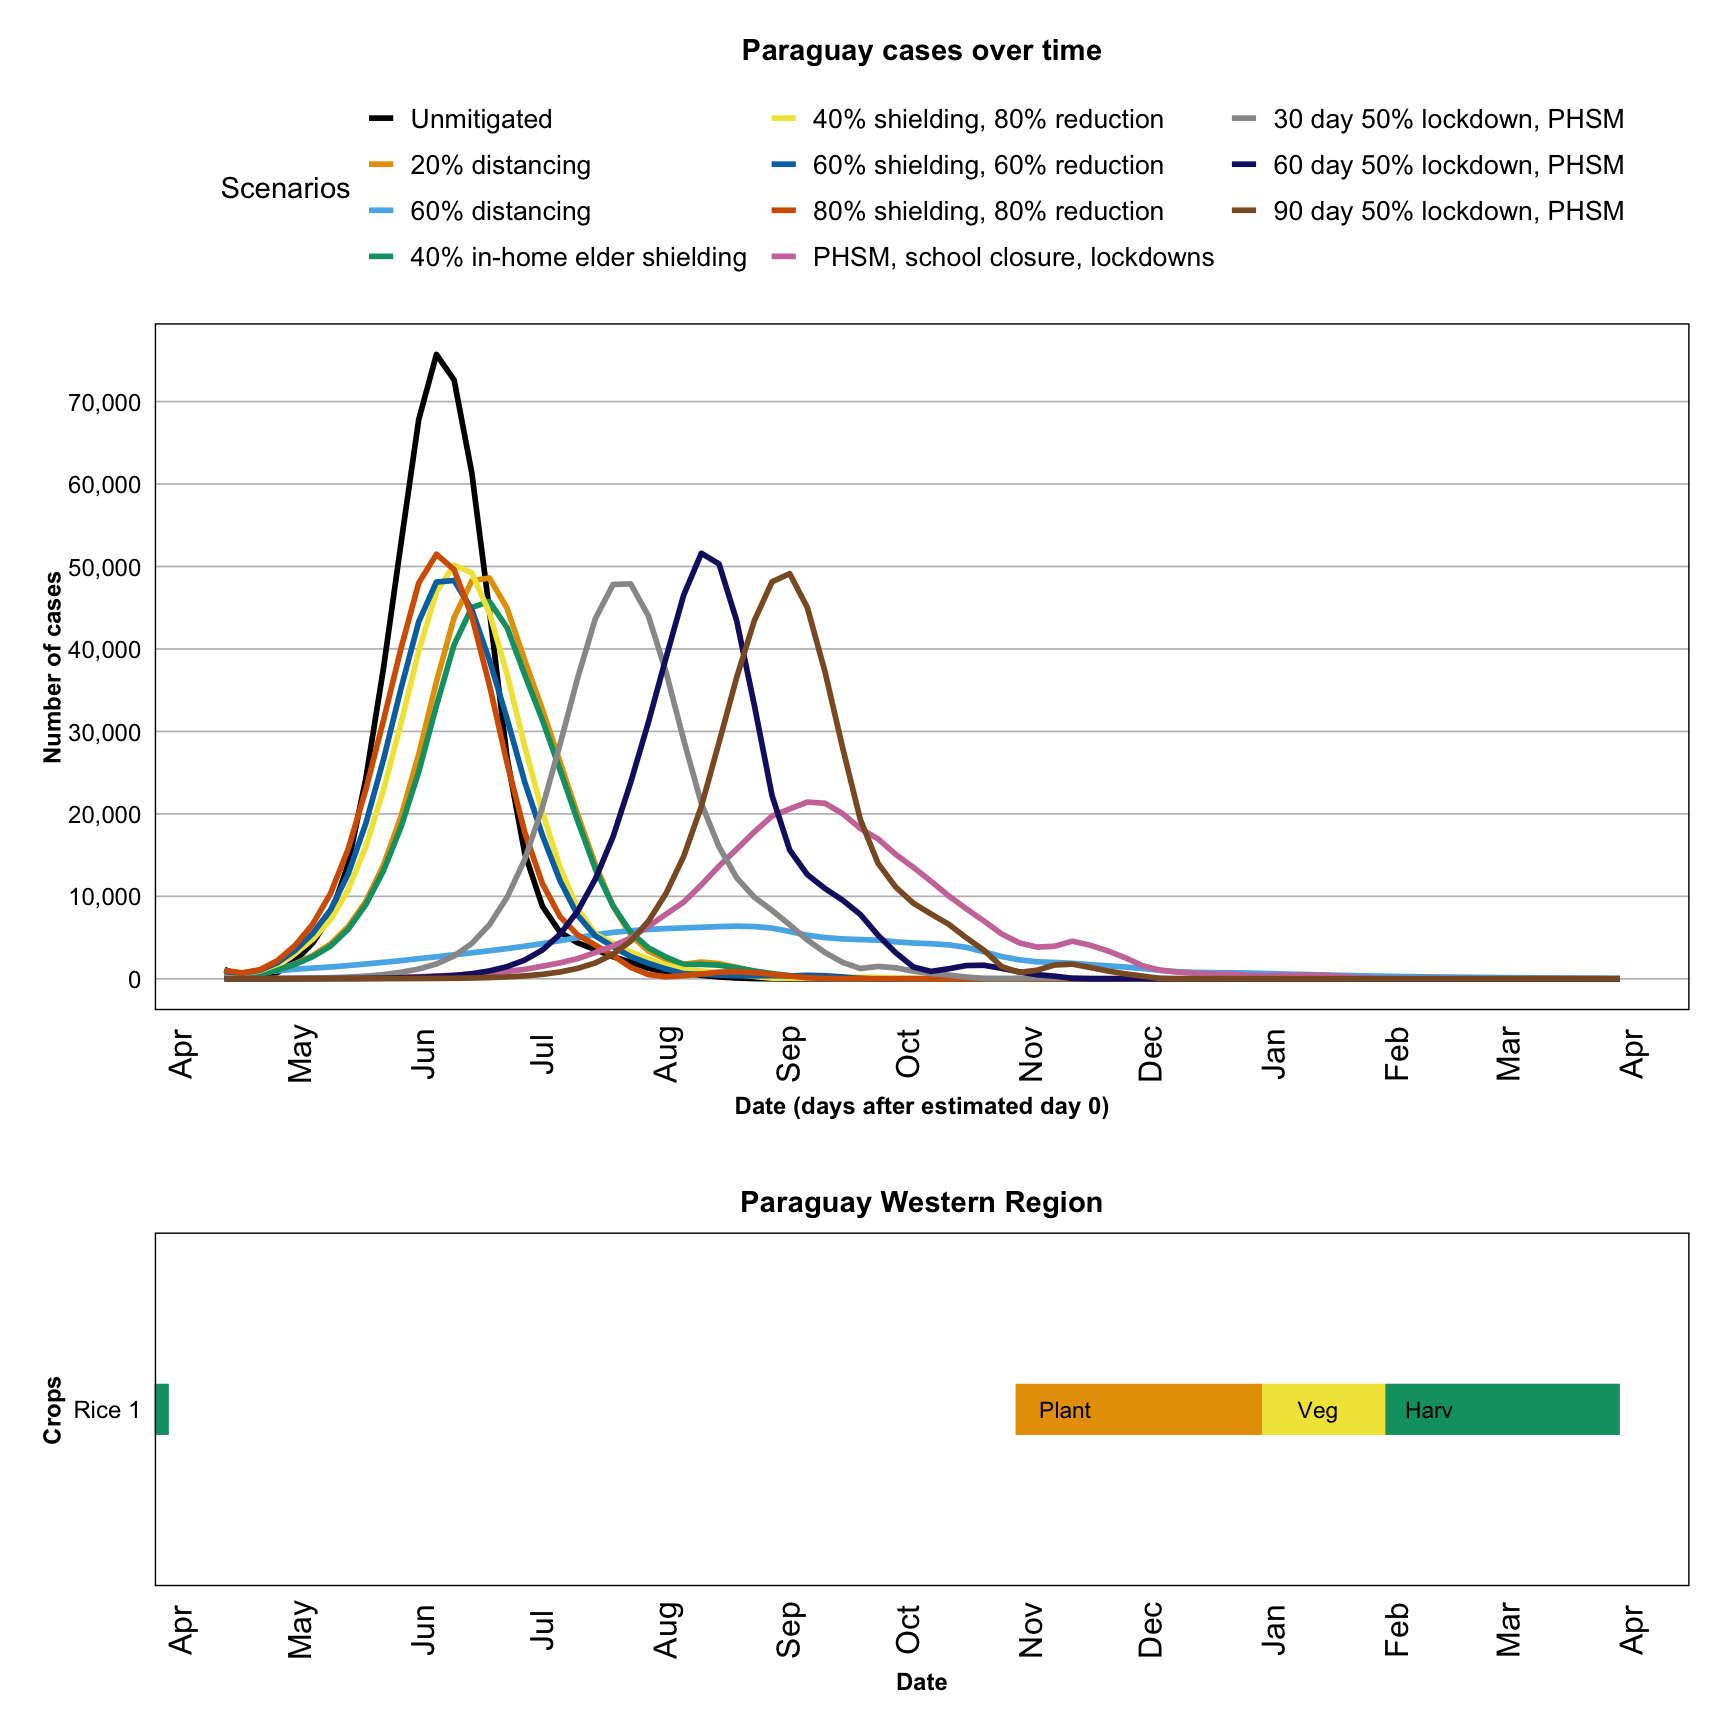 Paraguay cases over time
Scenarios
Unmitigated
20% distancing
60% distancing
40% in-home elder shielding
40% shielding, 80% reduction
60% shielding, 60% reduction
80% shielding, 80% reduction
PHSM, school closure, lockdowns
30 day 50% lockdown, PHSM
60 day 50% lockdown, PHSM
90 day 50% lockdown, PHSM
Number of cases
70,000
60,000
50,000
40,000
30,000
20,000
10,000
0
Apr May Jun Jul Aug Sep Oct Nov Dec Jan Feb Mar Apr
Date (days after estimated day 0)
Paraguay Western Region
Crops
Rice 1
Plant Veg Harv
Apr May Jun Jul Aug Sep Oct Nov Dec Jan Feb Mar Apr
Date